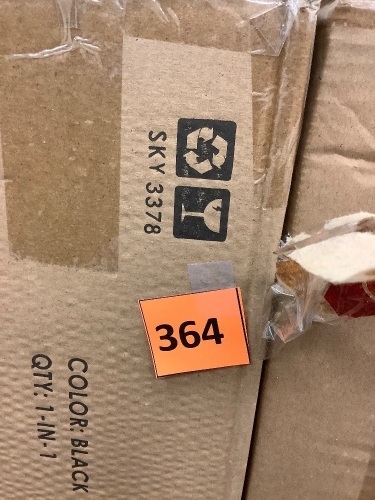 SKY 3378
364
COLOR: BLACK
QTY: 1-IN-1